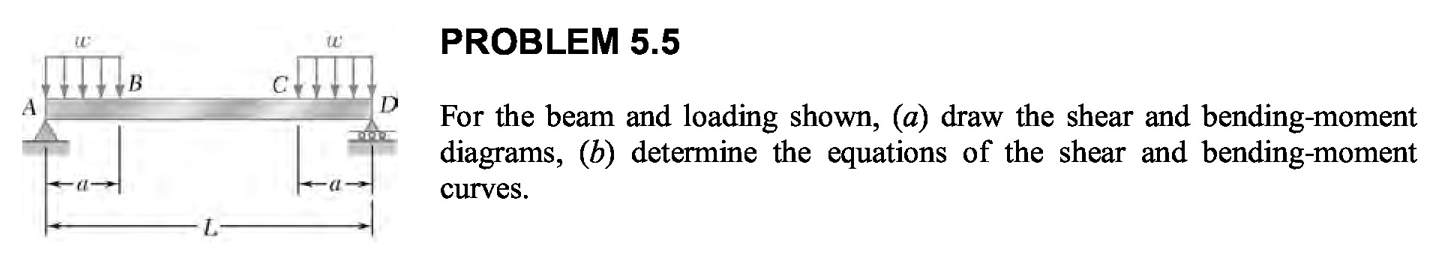 PROBLEM 5.5
w
w
B
C
A
D
a
a
L
For the beam and loading shown, (a) draw the shear and bending-moment
diagrams, (b) determine the equations of the shear and bending-moment
curves.